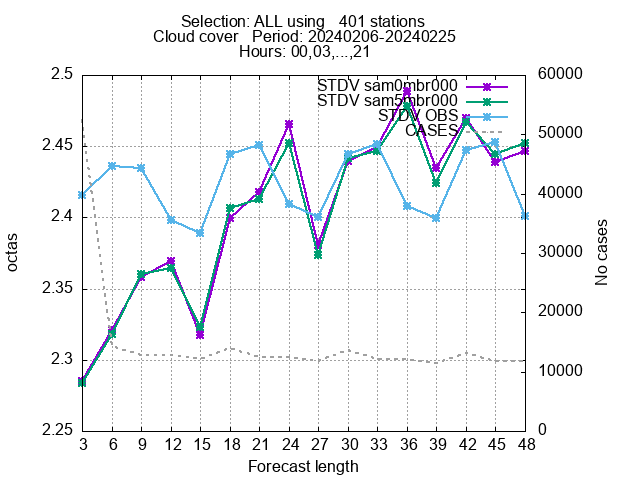 Selection: ALL using   401 stations
Cloud cover   Period: 20240206-20240225
Hours: 00,03,...,21
STDV sam0mbr000
STDV sam5mbr000
STDV OBS
CASES
2.5
2.45
2.4
2.35
2.3
2.25
octas
60000
50000
40000
30000
20000
10000
0
No cases
3 6 9 12 15 18 21 24 27 30 33 36 39 42 45 48
Forecast length